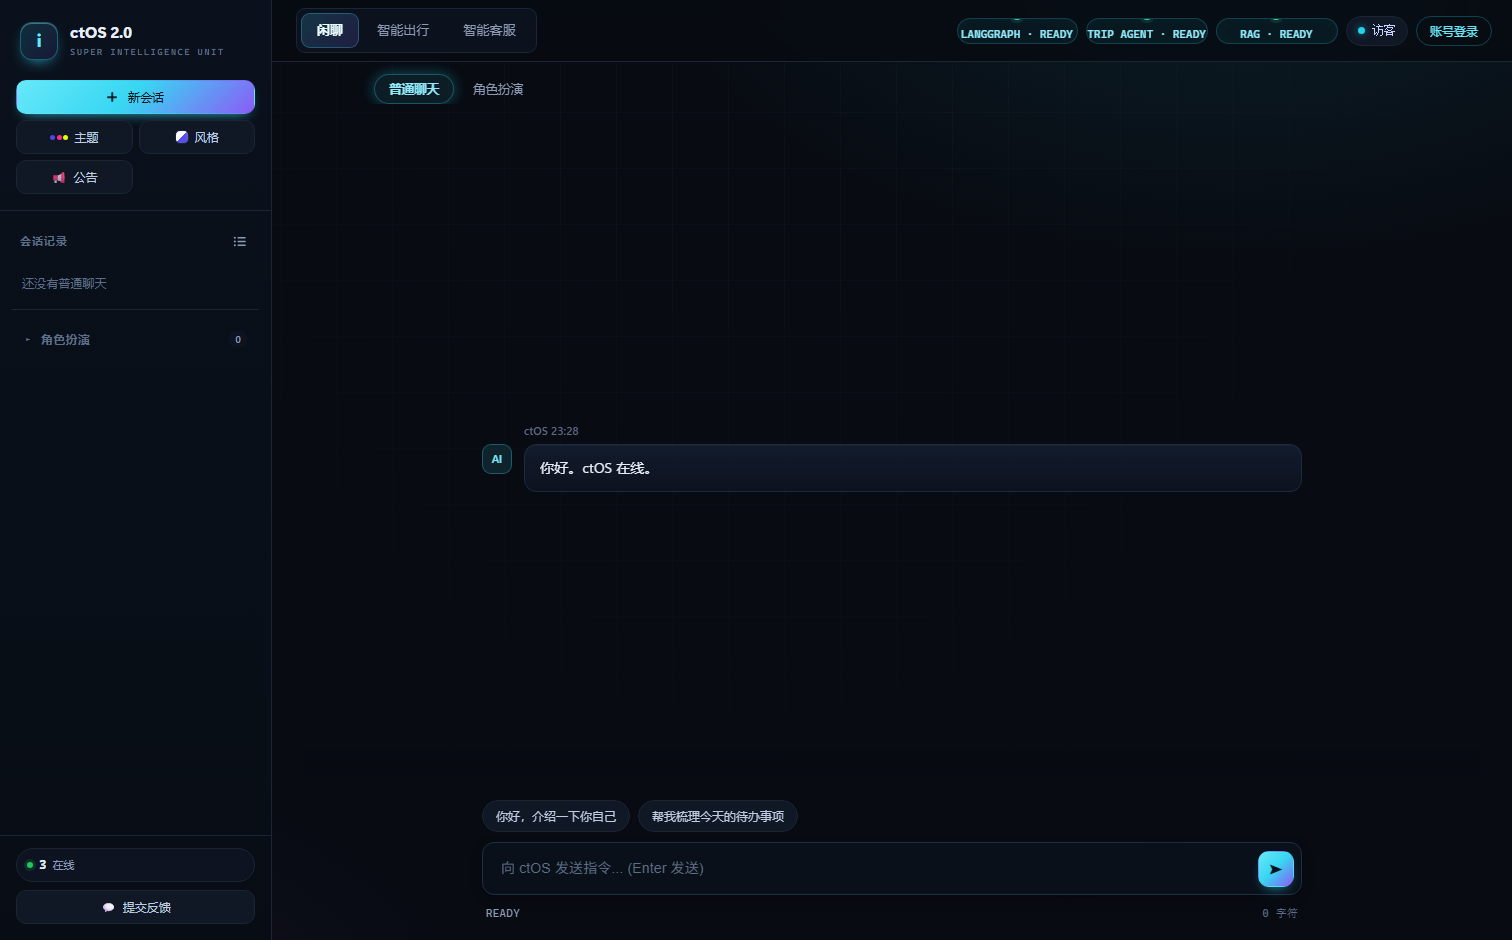 i
ctOS 2.0
SUPER INTELLIGENCE UNIT
+ 新会话
主题
风格
公告
会话记录
还没有普通聊天
角色扮演
0
3 在线
提交反馈
闲聊
智能出行
智能客服
LANGGRAPH · READY
TRIP AGENT · READY
RAG · READY
访客
账号登录
普通聊天
角色扮演
ctOS 23:28
AI
你好。ctOS 在线。
你好，介绍一下你自己
帮我梳理今天的待办事项
向 ctOS 发送指令... (Enter 发送)
READY
0 字符